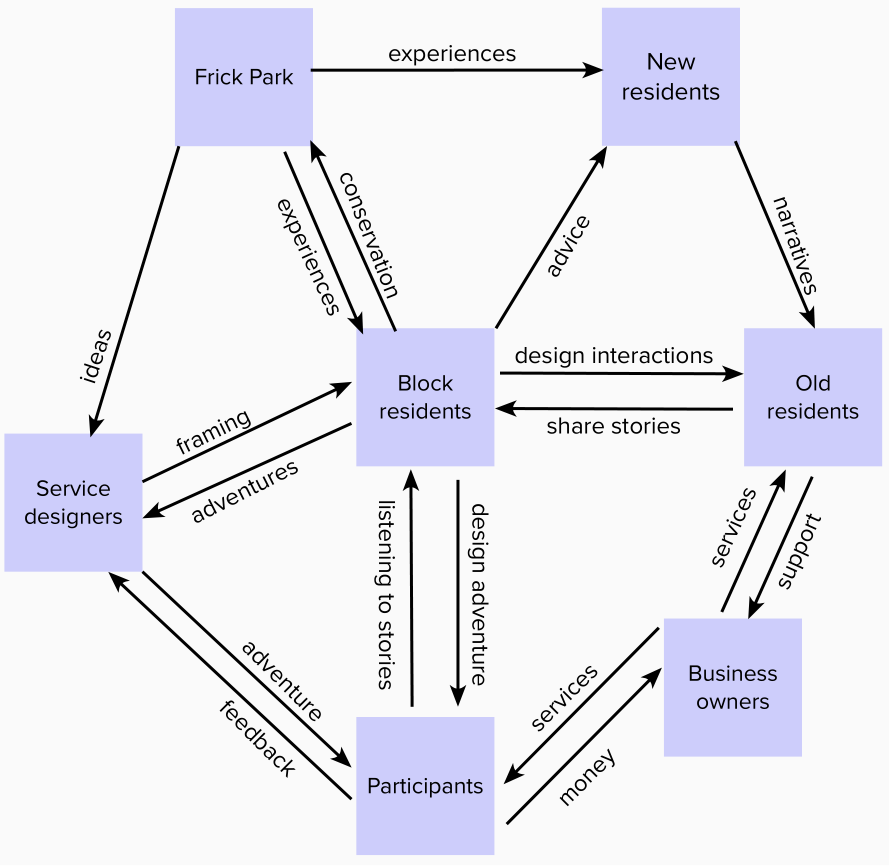 experiences
Frick Park
New
residents
conservation
experiences
narratives
advice
ideas
design interactions
Block
residents
Old
residents
share stories
framing
adventures
Service
designers
listening to stories
design adventure
services
support
adventure
feedback
services
money
Business
owners
Participants